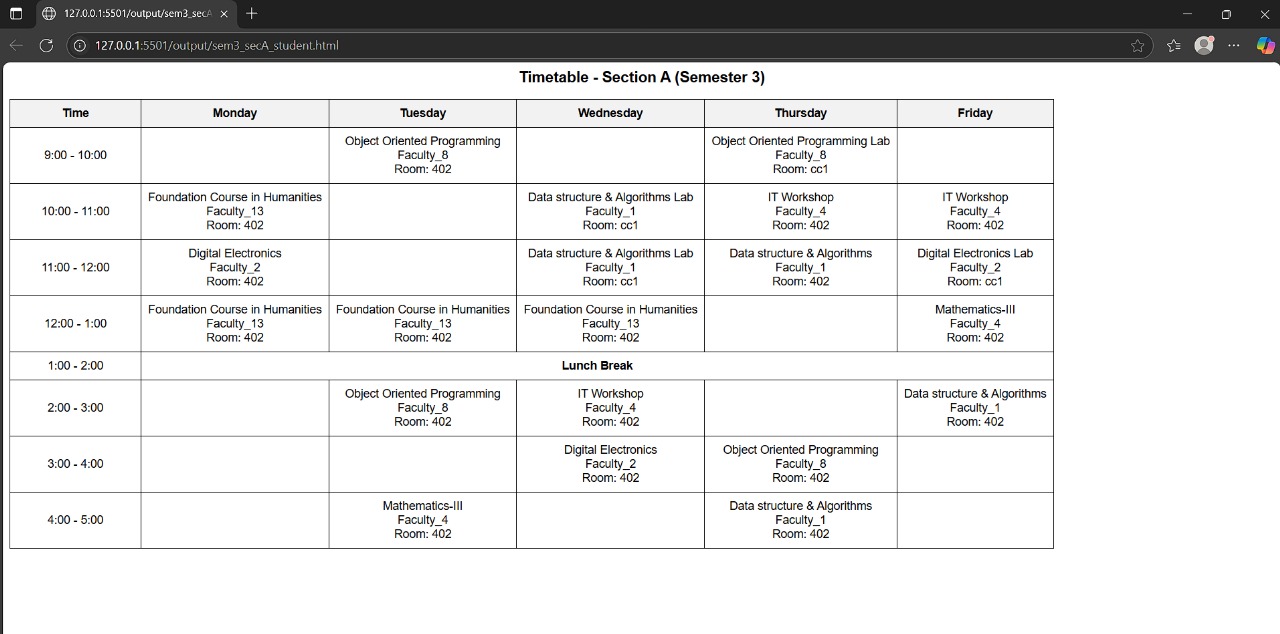 127.0.0.1:5501/output/sem3_secA
127.0.0.1:5501/output/sem3_secA_student.html
Timetable - Section A (Semester 3)
Time Monday Tuesday Wednesday Thursday Friday
9:00 - 10:00
Object Oriented Programming
Faculty_8
Room: 402
Object Oriented Programming Lab
Faculty_8
Room: cc1
10:00 - 11:00
Foundation Course in Humanities
Faculty_13
Room: 402
Data structure & Algorithms Lab
Faculty_1
Room: cc1
IT Workshop
Faculty_4
Room: 402
IT Workshop
Faculty_4
Room: 402
11:00 - 12:00
Digital Electronics
Faculty_2
Room: 402
Data structure & Algorithms Lab
Faculty_1
Room: cc1
Data structure & Algorithms
Faculty_1
Room: 402
Digital Electronics Lab
Faculty_2
Room: cc1
12:00 - 1:00
Foundation Course in Humanities
Faculty_13
Room: 402
Foundation Course in Humanities
Faculty_13
Room: 402
Foundation Course in Humanities
Faculty_13
Room: 402
Mathematics-III
Faculty_4
Room: 402
1:00 - 2:00
Lunch Break
2:00 - 3:00
Object Oriented Programming
Faculty_8
Room: 402
IT Workshop
Faculty_4
Room: 402
Data structure & Algorithms
Faculty_1
Room: 402
3:00 - 4:00
Digital Electronics
Faculty_2
Room: 402
Object Oriented Programming
Faculty_8
Room: 402
4:00 - 5:00
Mathematics-III
Faculty_4
Room: 402
Data structure & Algorithms
Faculty_1
Room: 402